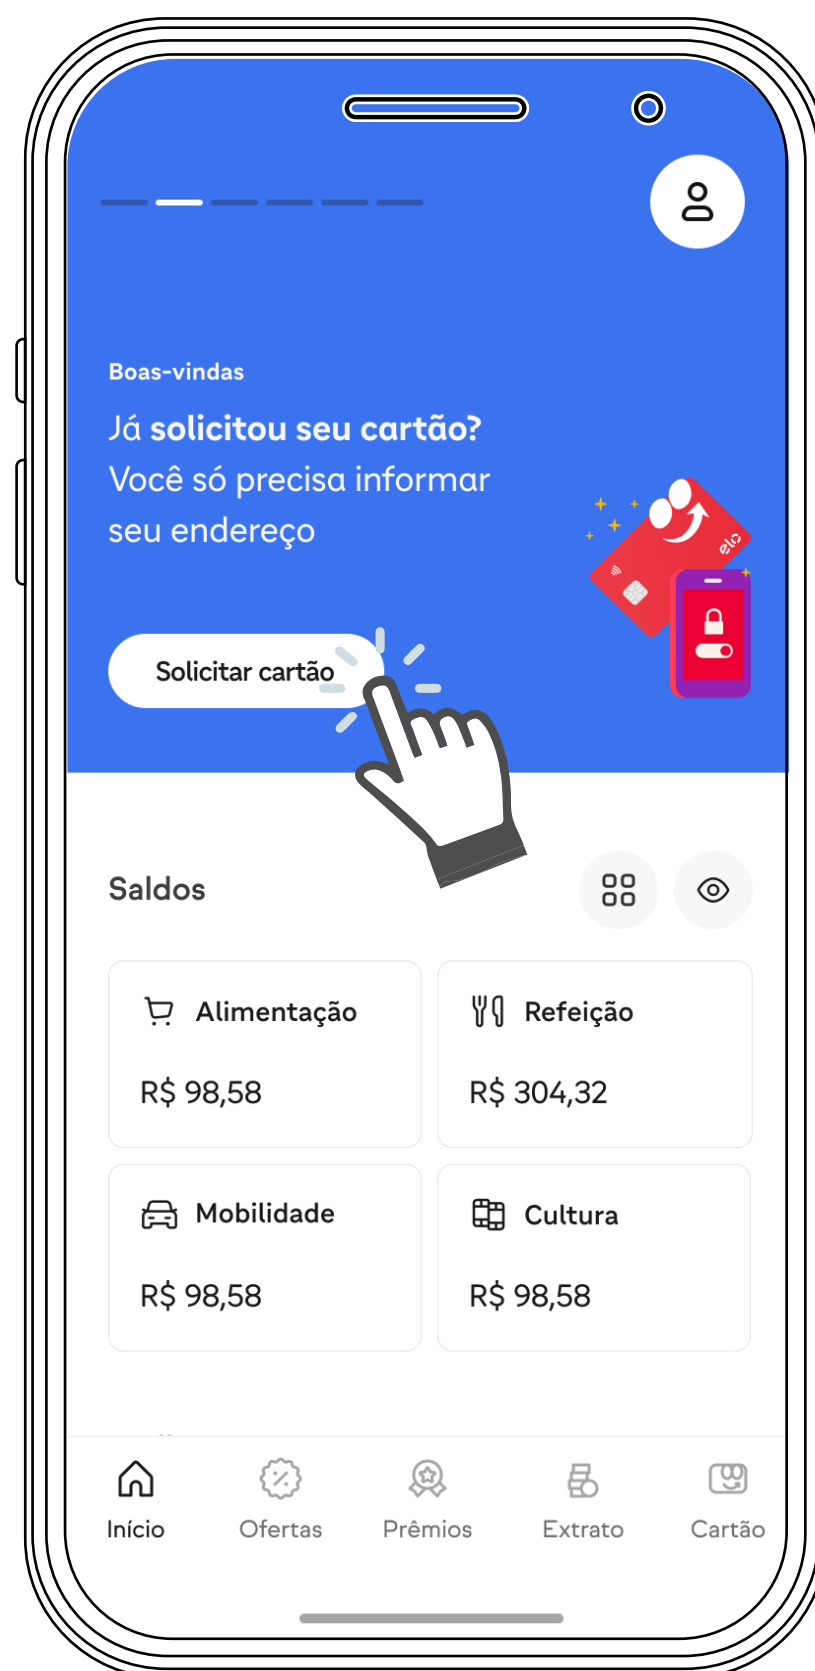 Boas-vindas
Já solicitou seu cartão?
Você só precisa informar
seu endereço
elo
Solicitar cartão
Saldos
Alimentação
Refeição
R$ 98,58
R$ 304,32
Mobilidade
Cultura
R$ 98,58
R$ 98,58
Início
Ofertas
Prêmios
Extrato
Cartão